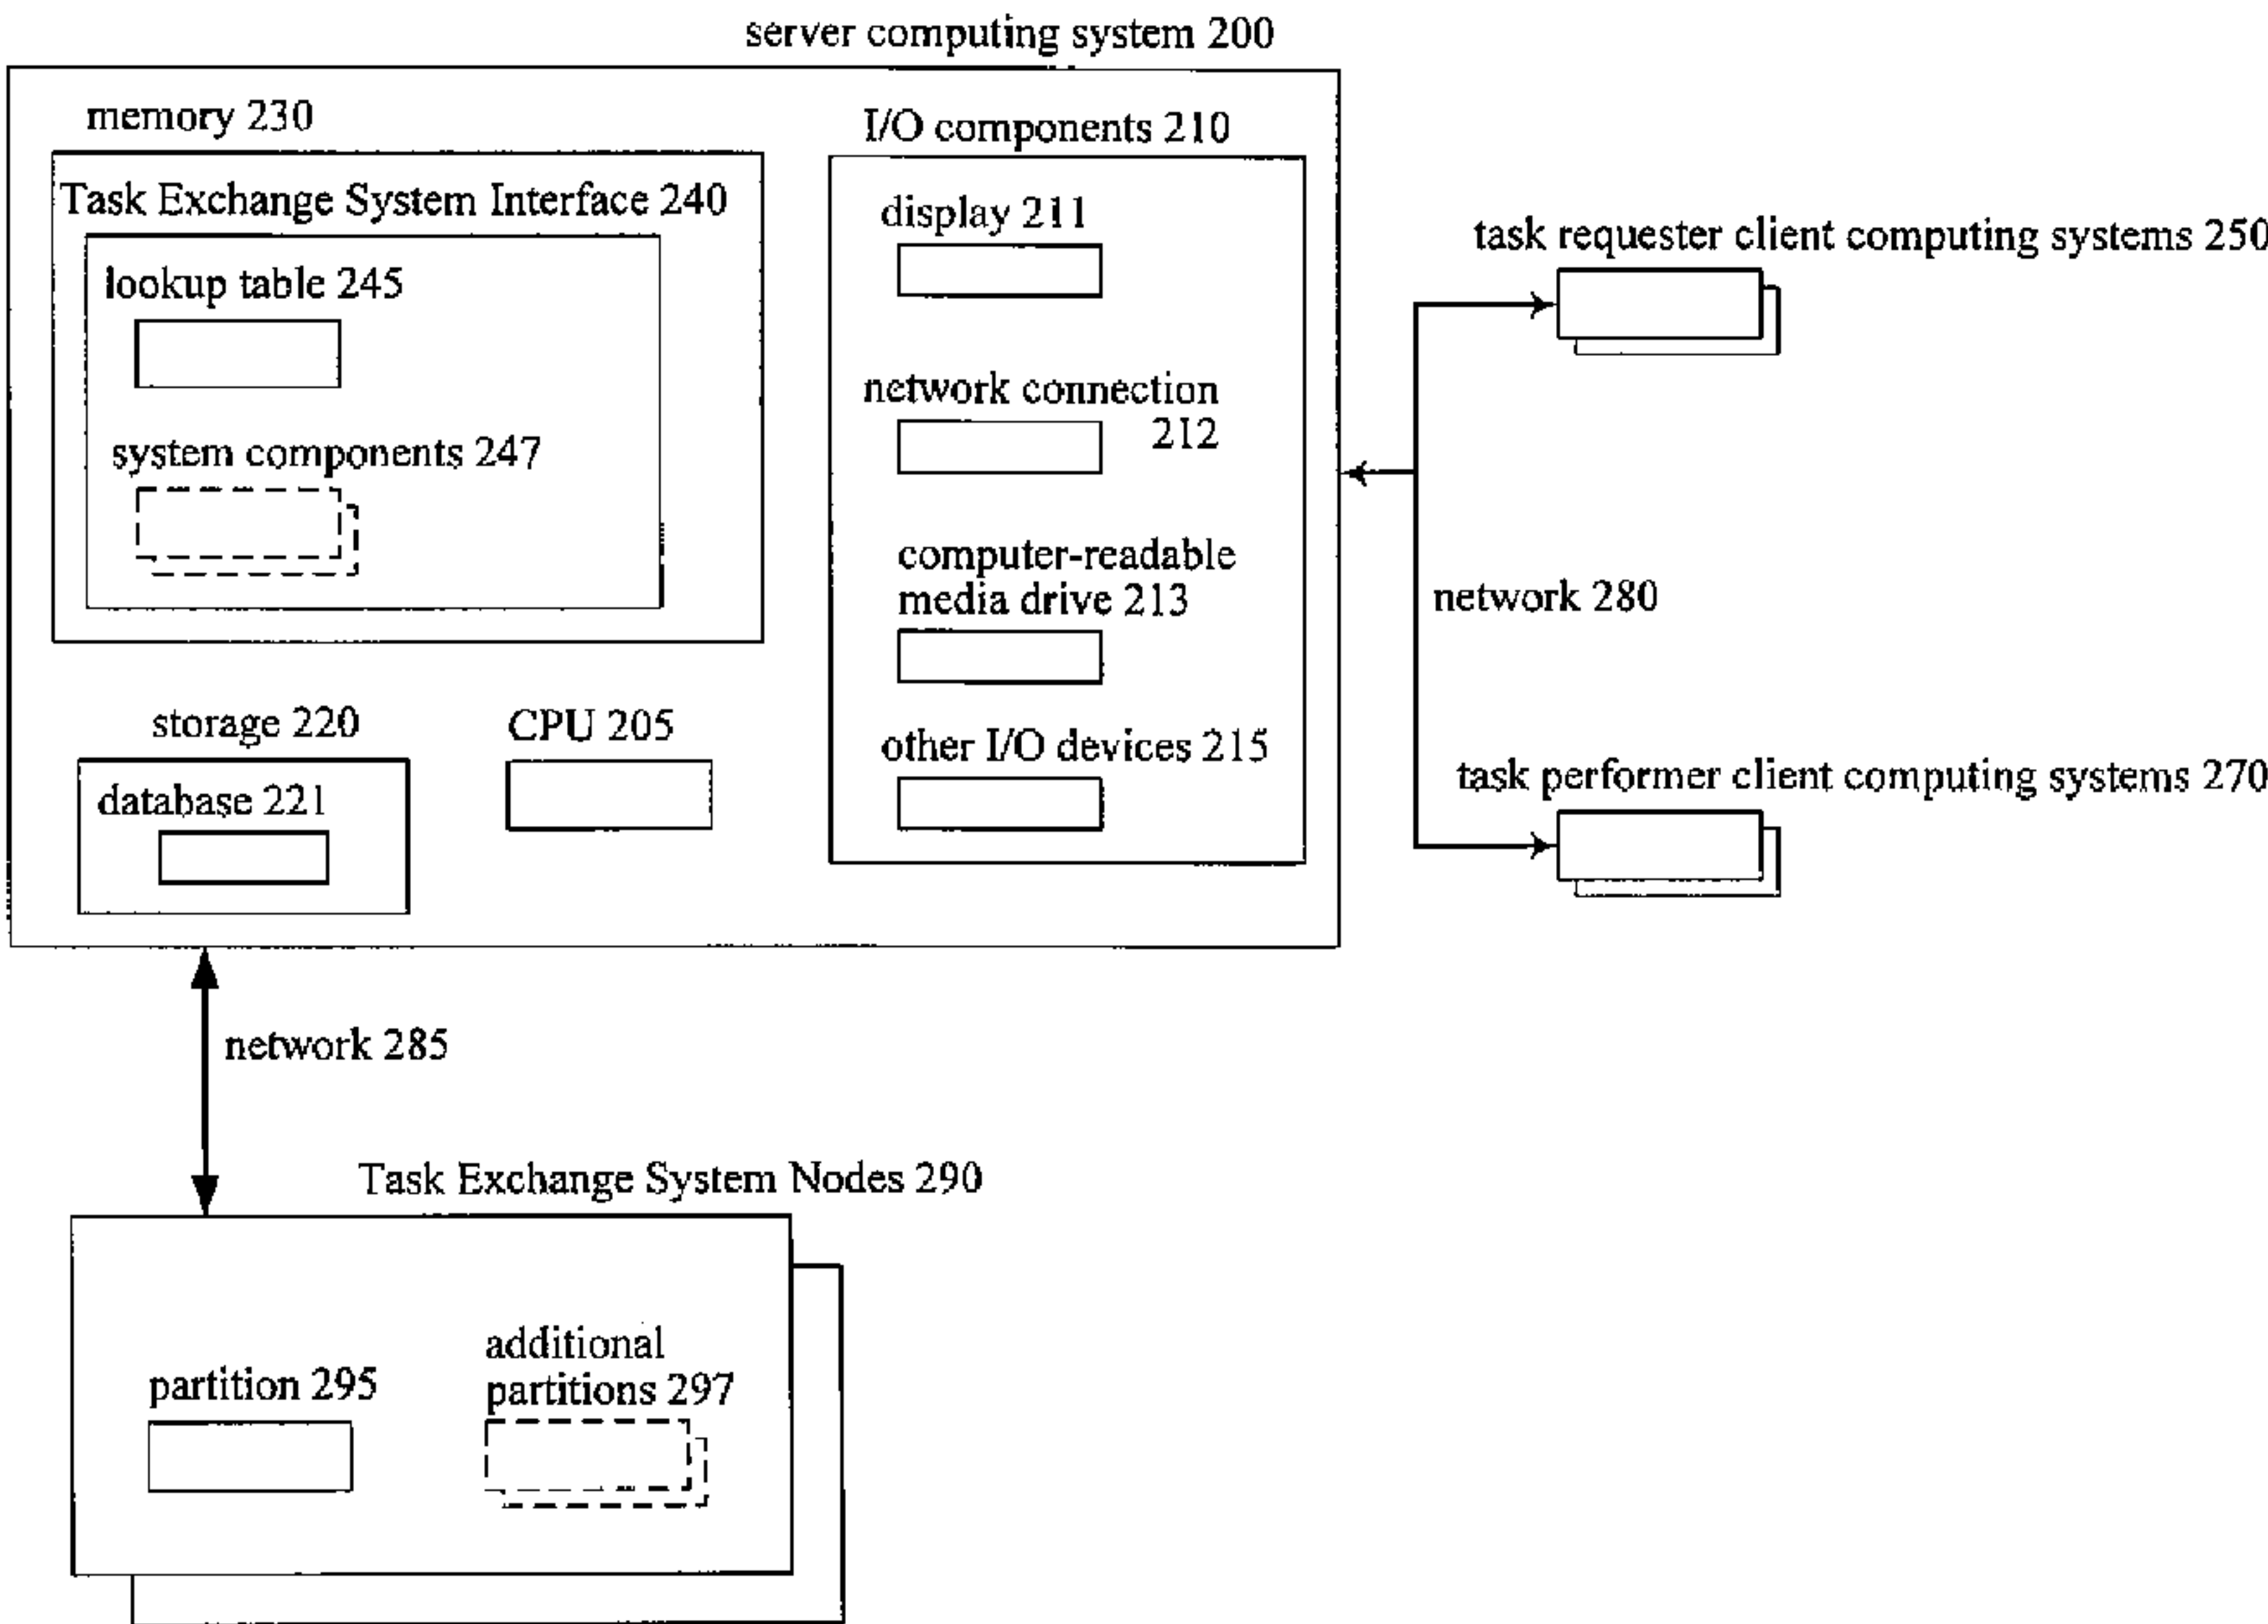 server computing system 200
memory 230
Task Exchange System Interface 240
lookup table 245
system components 247
I/O components 210
display 211
network connection
212
computer-readable
media drive 213
other I/O devices 215
storage 220
database 221
CPU 205
task requester client computing systems 250
network 280
task performer client computing systems 270
network 285
Task Exchange System Nodes 290
partition 295
additional
partitions 297